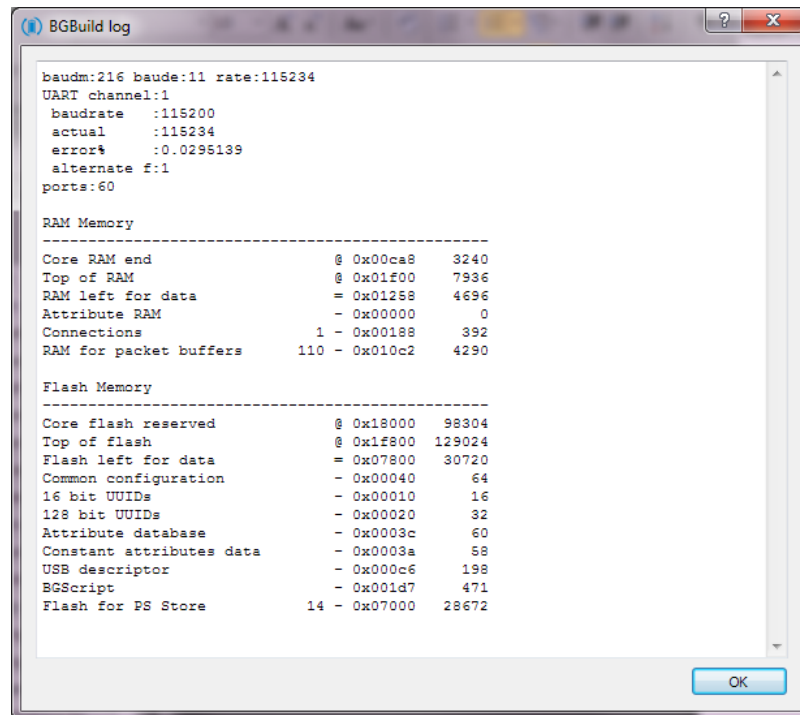 BGBuild log
baudm:216 baude:11 rate:115234
UART channel:1
 baudrate   :115200
 actual     :115234
 error%     :0.0295139
 alternate f:1
ports:60

RAM Memory
--------------------------------------------------
Core RAM end                    @ 0x00ca8    3240
Top of RAM                      @ 0x01f00    7936
RAM left for data               = 0x01258    4696
Attribute RAM                   - 0x00000       0
Connections                   1 - 0x00188     392
RAM for packet buffers      110 - 0x010c2    4290

Flash Memory
--------------------------------------------------
Core flash reserved             @ 0x18000   98304
Top of flash                    @ 0x1f800  129024
Flash left for data             = 0x07800   30720
Common configuration            - 0x00040      64
16 bit UUIDs                    - 0x00010      16
128 bit UUIDs                   - 0x00020      32
Attribute database              - 0x0003c      60
Constant attributes data        - 0x0003a      58
USB descriptor                  - 0x000c6     198
BGScript                        - 0x001d7     471
Flash for PS Store           14 - 0x07000   28672
OK